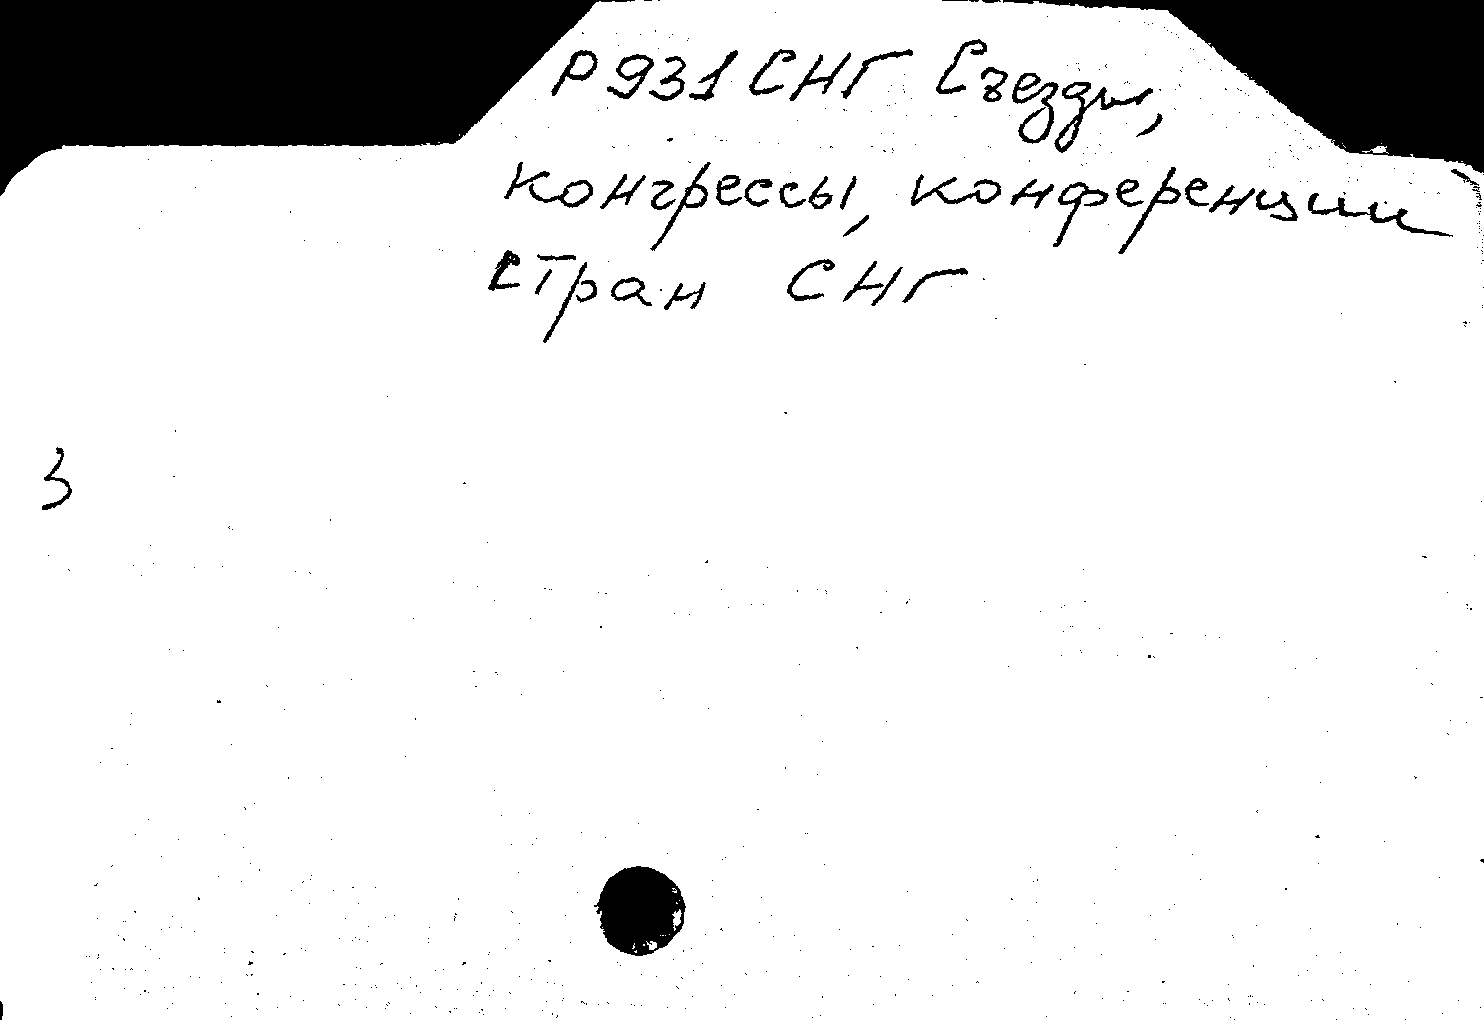 Р931СНГ Съезды,
конгрессы, конференции
стран СНГ
3